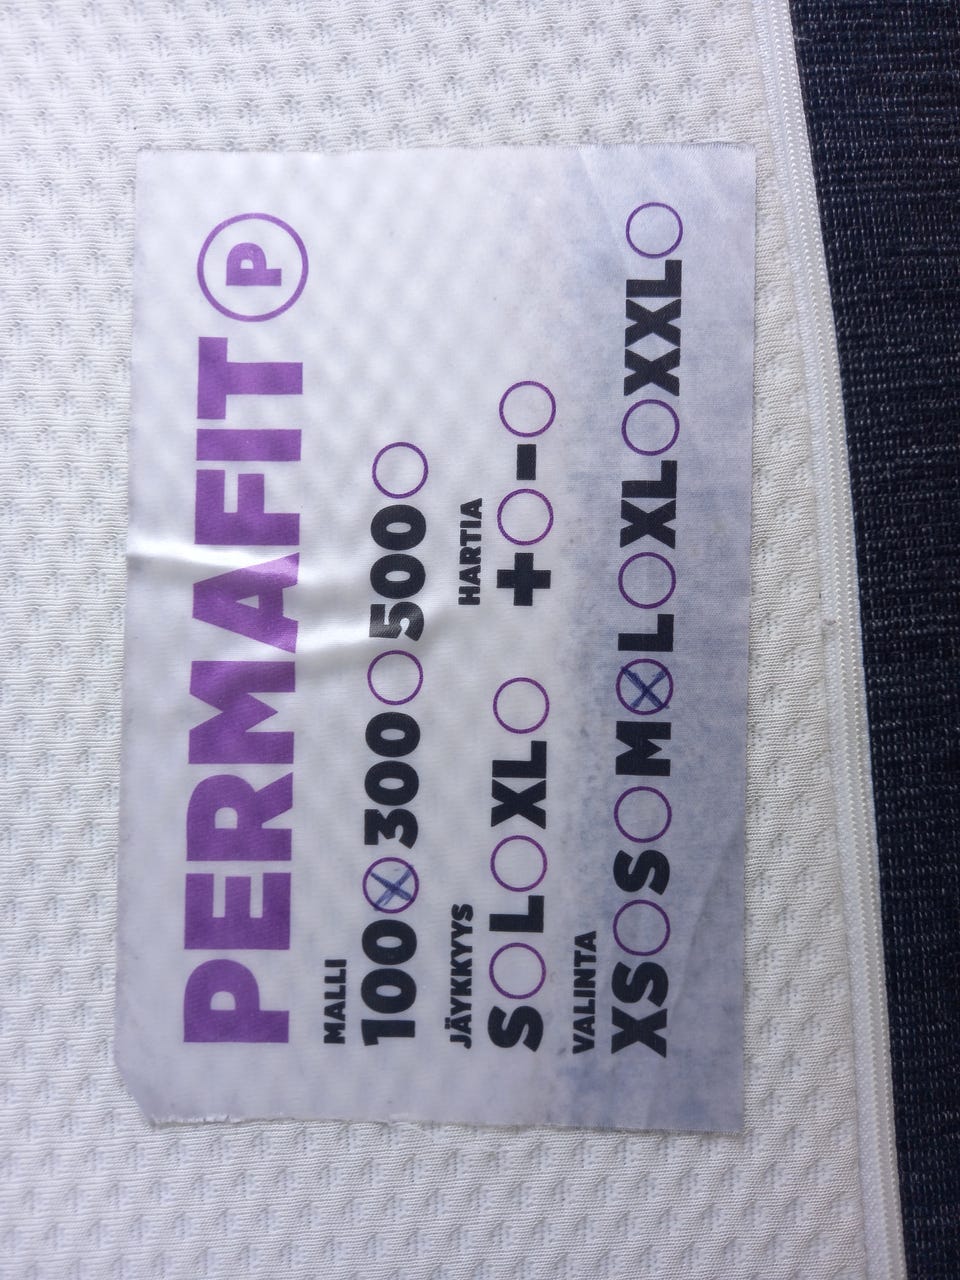 PERMAFIT P
MALLI
100 300 500
JÄYKKYYS HARTIA
S L XL + -
VALINTA
XS S M L XL XXL